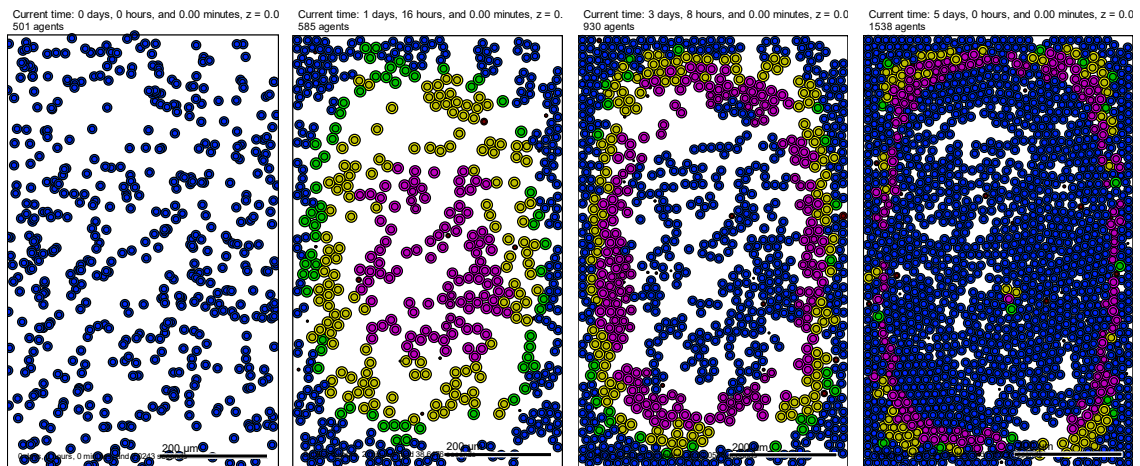 Current time: 0 days, 0 hours, and 0.00 minutes, z = 0.0
501 agents
Current time: 1 days, 16 hours, and 0.00 minutes, z = 0.
585 agents
Current time: 3 days, 8 hours, and 0.00 minutes, z = 0.0
930 agents
Current time: 5 days, 0 hours, and 0.00 minutes, z = 0.0
1538 agents
200 μm
200 μm
200 μm